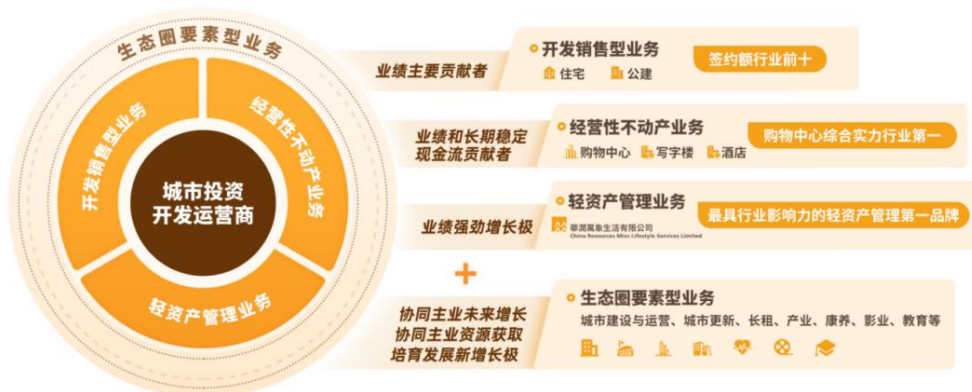 生态圈要素型业务
开发销售型业务
经营性不动产业务
轻资产管理业务
城市投资
开发运营商
业绩主要贡献者
开发销售型业务
住宅 公建
签约额行业前十
业绩和长期稳定
现金流贡献者
经营性不动产业务
购物中心 写字楼 酒店
购物中心综合实力行业第一
业绩强劲增长极
轻资产管理业务
華潤萬象生活有限公司
China Resources Mixc Lifestyle Services Limited
最具行业影响力的轻资产管理第一品牌
+
协同主业未来增长
协同主业资源获取
培育发展新增长极
生态圈要素型业务
城市建设与运营、城市更新、长租、产业、康养、影业、教育等